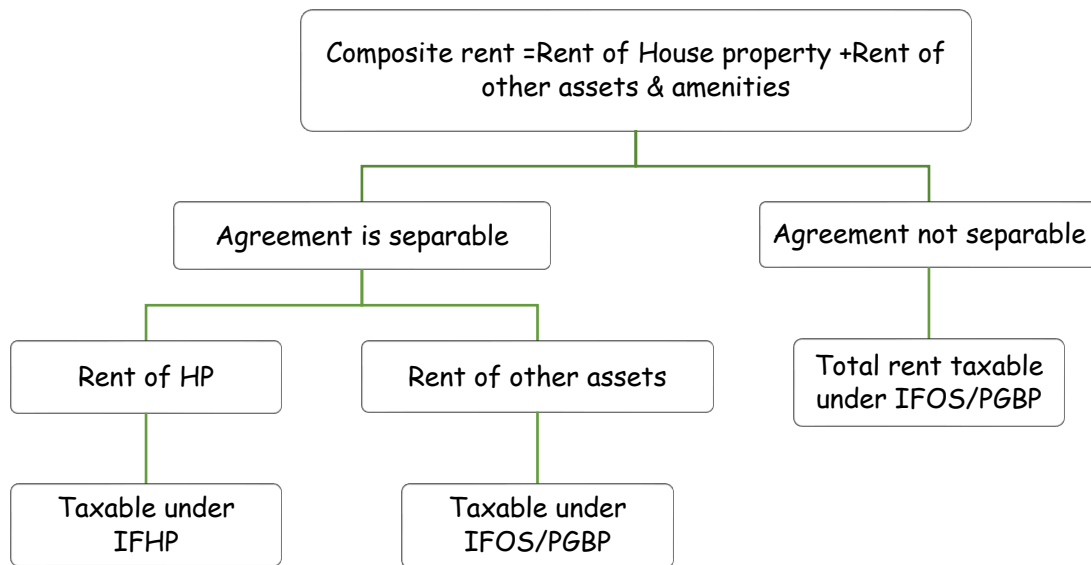 Composite rent =Rent of House property +Rent of
other assets & amenities
Agreement is separable
Agreement not separable
Rent of HP
Rent of other assets
Total rent taxable
under IFOS/PGBP
Taxable under
IFHP
Taxable under
IFOS/PGBP